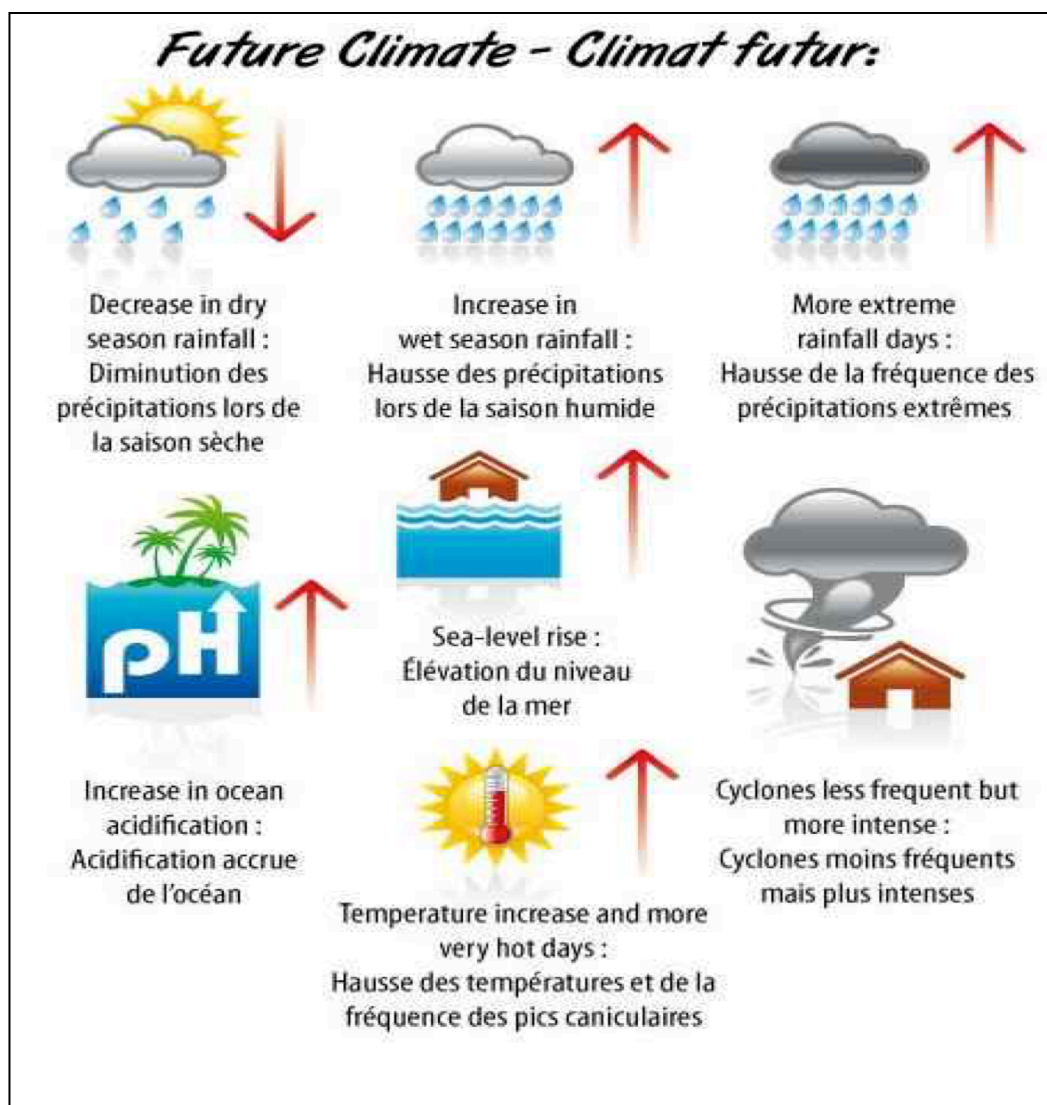 Future Climate - Climat futur:
Decrease in dry
season rainfall :
Diminution des
précipitations lors de
la saison sèche
Increase in
wet season rainfall :
Hausse des précipitations
lors de la saison humide
More extreme
rainfall days :
Hausse de la fréquence des
précipitations extrêmes
pH
Increase in ocean
acidification :
Acidification accrue
de l'océan
Sea-level rise :
Élévation du niveau
de la mer
Temperature increase and more
very hot days :
Hausse des températures et de la
fréquence des pics caniculaires
Cyclones less frequent but
more intense :
Cyclones moins fréquents
mais plus intenses